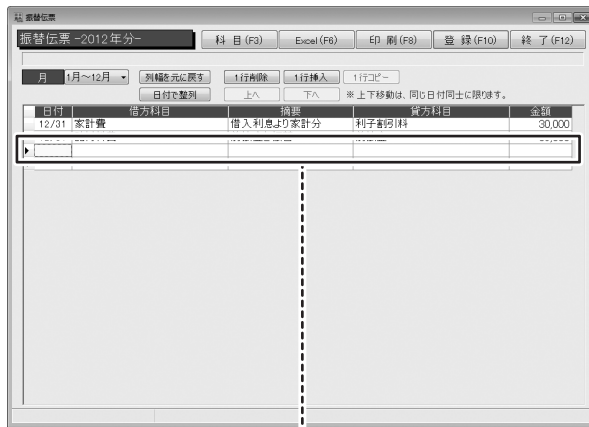 振替伝票
振替伝票 -2012年分-
科 目(F3) Excel(F6) 印 刷(F8) 登 録(F10) 終 了(F12)
月 1月～12月 列幅を元に戻す 1行削除 1行挿入 1行コピー
日付で整列 上へ 下へ ※上下移動は、同じ日付同士に限ります。
日付 借方科目 摘要 貸方科目 金額
12/31 家計費 借入利息より家計分 利子割引料 30,000